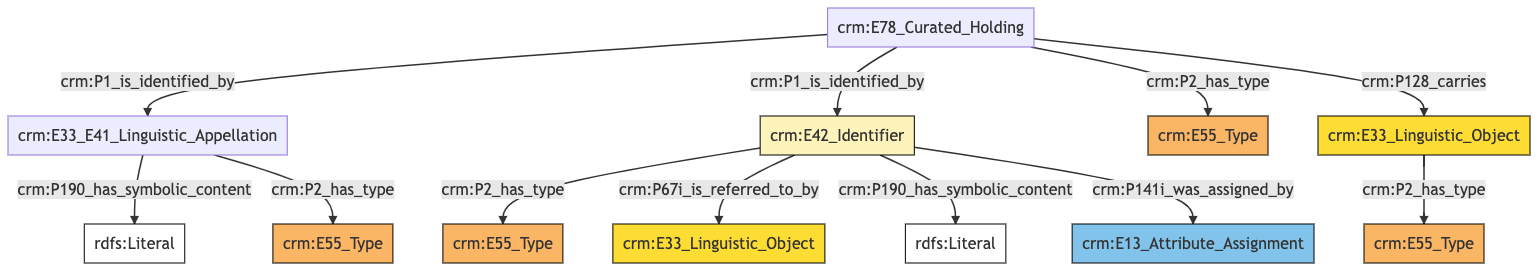 crm:E78_Curated_Holding
crm:P1_is_identified_by
crm:P1_is_identified_by
crm:P2_has_type
crm:P128_carries
crm:E33_E41_Linguistic_Appellation
crm:E42_Identifier
crm:E55_Type
crm:E33_Linguistic_Object
crm:P190_has_symbolic_content
crm:P2_has_type
crm:P2_has_type
crm:P67i_is_referred_to_by
crm:P190_has_symbolic_content
crm:P141i_was_assigned_by
crm:P2_has_type
rdfs:Literal
crm:E55_Type
crm:E55_Type
crm:E33_Linguistic_Object
rdfs:Literal
crm:E13_Attribute_Assignment
crm:E55_Type